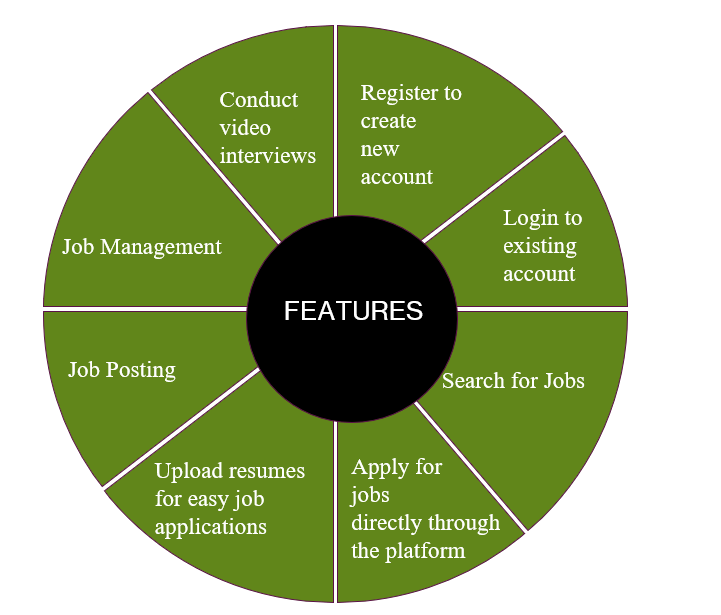 FEATURES
Register to
create
new
account
Login to
existing
account
Search for Jobs
Apply for
jobs
directly through
the platform
Upload resumes
for easy job
applications
Job Posting
Job Management
Conduct
video
interviews